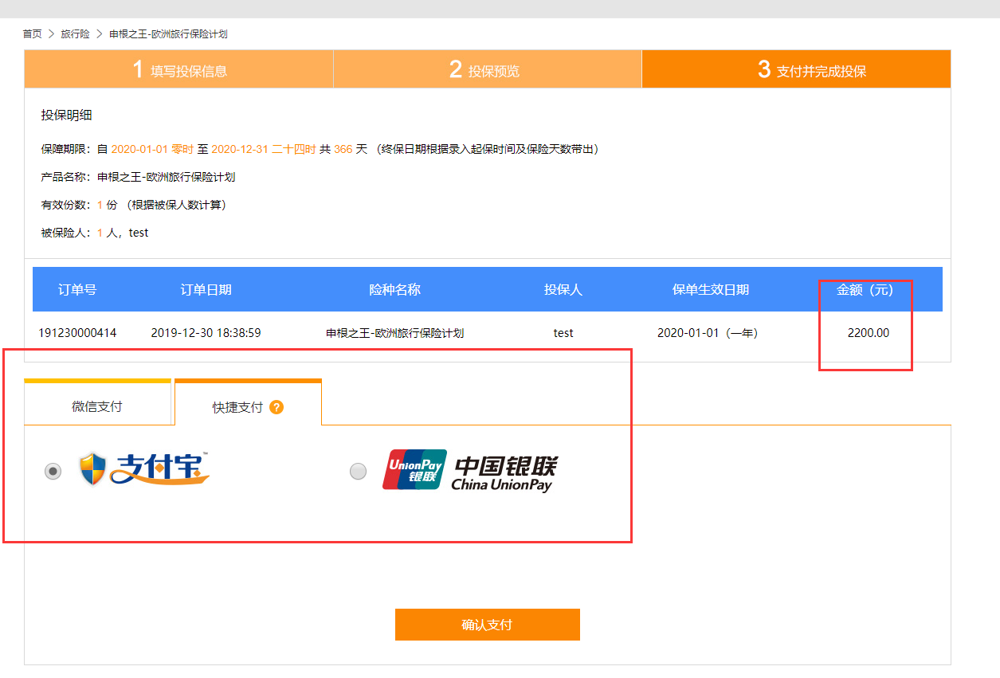 首页 > 旅行险 > 申根之王-欧洲旅行保险计划
1 填写投保信息 2 投保预览 3 支付并完成投保
投保明细
保障期限：自 2020-01-01 零时 至 2020-12-31 二十四时 共 366 天 （终保日期根据录入起保时间及保险天数带出）
产品名称：申根之王-欧洲旅行保险计划
有效份数：1 份 （根据被保人数计算）
被保险人：1 人，test
订单号 订单日期 险种名称 投保人 保单生效日期 金额（元）
191230000414 2019-12-30 18:38:59 申根之王-欧洲旅行保险计划 test 2020-01-01（一年） 2200.00
微信支付 快捷支付 ?
支付宝™ UnionPay 银联 中国银联 China UnionPay
确认支付